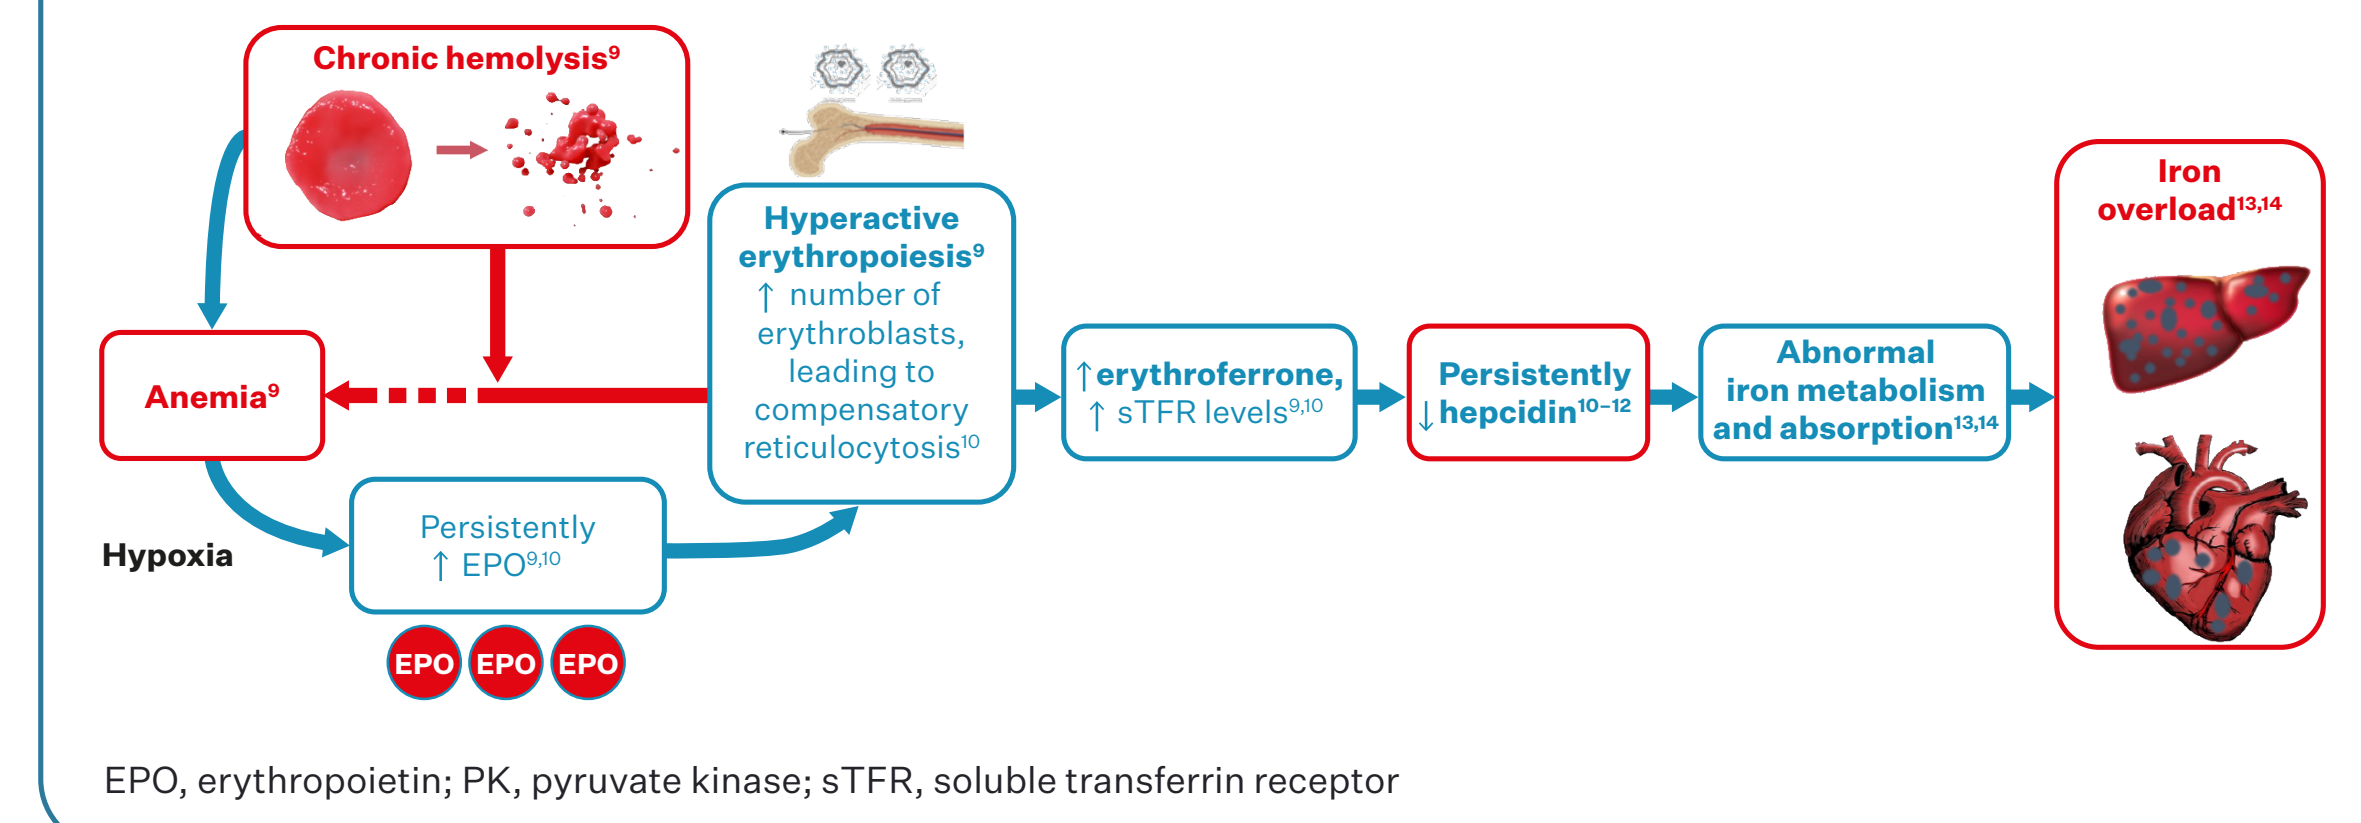 Chronic hemolysis⁹
Hyperactive
erythropoiesis⁹
↑ number of
erythroblasts,
leading to
compensatory
reticulocytosis¹⁰
Anemia⁹
Hypoxia
Persistently
↑ EPO⁹,¹⁰
EPO EPO EPO
↑erythroferrone,
↑ sTFR levels⁹,¹⁰
Persistently
↓hepcidin¹⁰⁻¹²
Abnormal
iron metabolism
and absorption¹³,¹⁴
Iron
overload¹³,¹⁴
EPO, erythropoietin; PK, pyruvate kinase; sTFR, soluble transferrin receptor